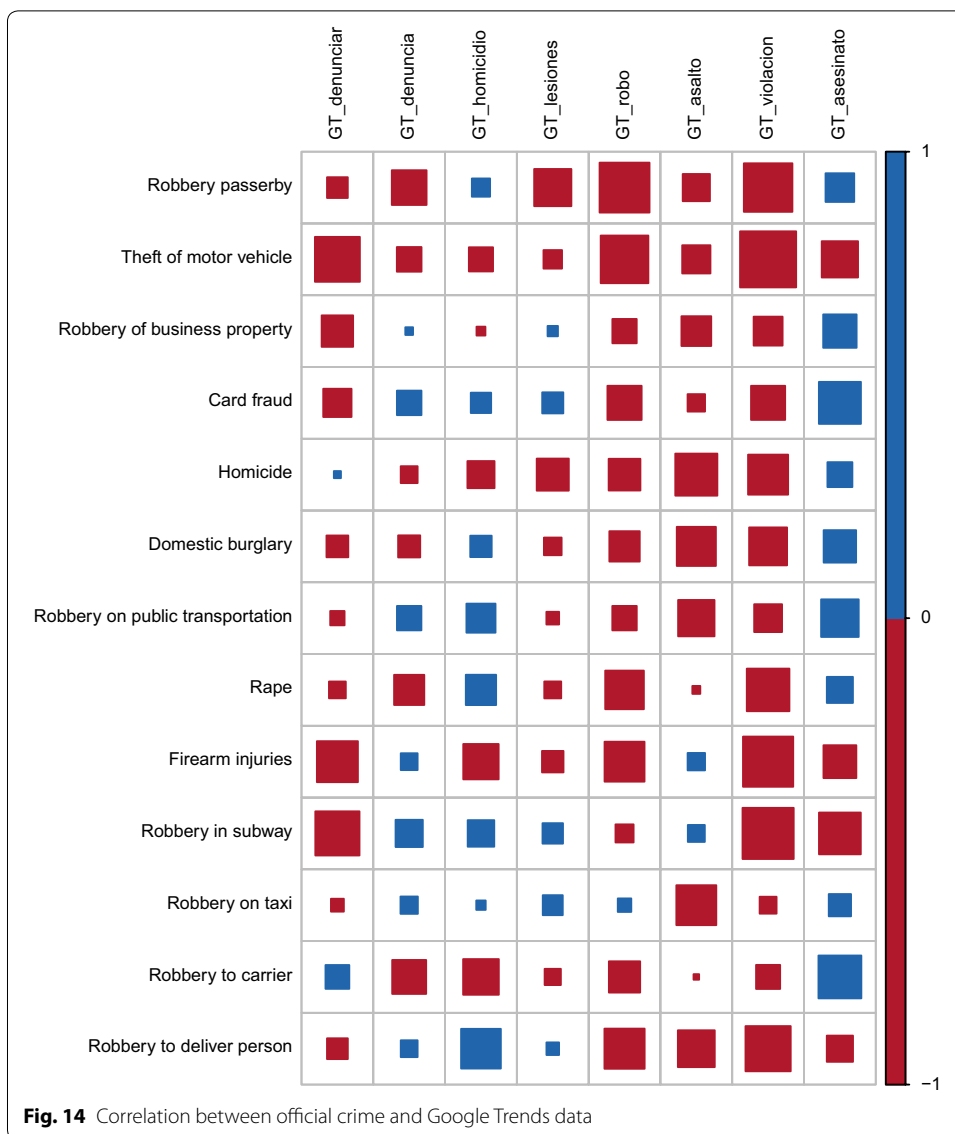 GT_denunciar
GT_denuncia
GT_homicidio
GT_lesiones
GT_robo
GT_asalto
GT_violacion
GT_asesinato
Robbery passerby
Theft of motor vehicle
Robbery of business property
Card fraud
Homicide
Domestic burglary
Robbery on public transportation
Rape
Firearm injuries
Robbery in subway
Robbery on taxi
Robbery to carrier
Robbery to deliver person
1
0
−1
Fig. 14 Correlation between official crime and Google Trends data